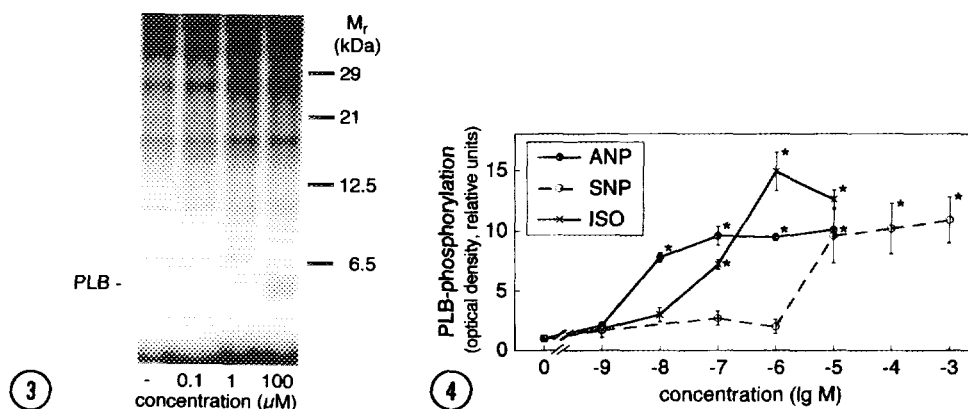 Mr
(kDa)
29
21
12.5
6.5
PLB -
- 0.1 1 100
concentration (µM)
3
PLB-phosphorylation
(optical density, relative units)
15
10
5
0
ANP
SNP
ISO
* * * * * * * * *
0 -9 -8 -7 -6 -5 -4 -3
concentration (lg M)
4